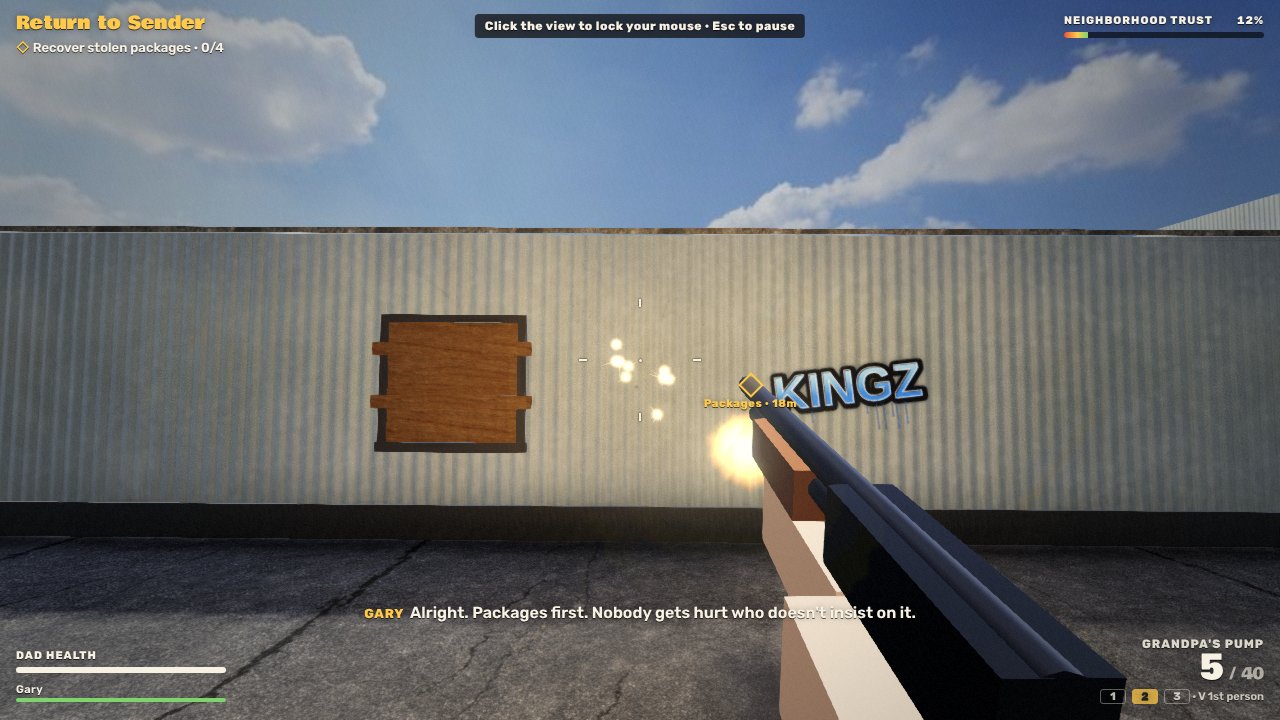 Return to Sender
Recover stolen packages · 0/4
Click the view to lock your mouse · Esc to pause
NEIGHBORHOOD TRUST 12%
KINGZ
Packages · 18m
GARY Alright. Packages first. Nobody gets hurt who doesn't insist on it.
DAD HEALTH
Gary
GRANDPA'S PUMP
5 / 40
1 2 3 · V 1st person